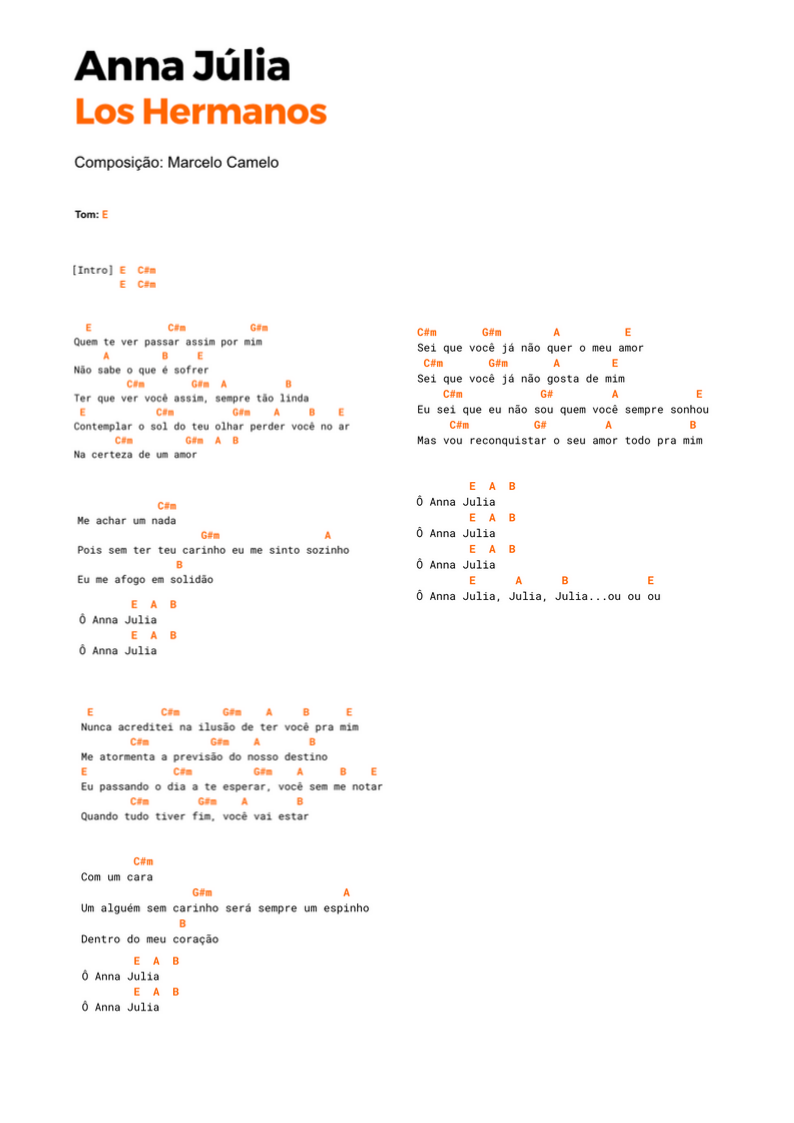 Anna Júlia
Los Hermanos
Composição: Marcelo Camelo
Tom: E
[Intro] E C#m
E C#m
E C#m G#m
Quem te ver passar assim por mim
A B E
Não sabe o que é sofrer
C#m G#m A B
Ter que ver você assim, sempre tão linda
E C#m G#m A B E
Contemplar o sol do teu olhar perder você no ar
C#m G#m A B
Na certeza de um amor
C#m
Me achar um nada
G#m A
Pois sem ter teu carinho eu me sinto sozinho
B
Eu me afogo em solidão
E A B
Ô Anna Julia
E A B
Ô Anna Julia
E C#m G#m A B E
Nunca acreditei na ilusão de ter você pra mim
C#m G#m A B
Me atormenta a previsão do nosso destino
E C#m G#m A B E
Eu passando o dia a te esperar, você sem me notar
C#m G#m A B
Quando tudo tiver fim, você vai estar
C#m
Com um cara
G#m A
Um alguém sem carinho será sempre um espinho
B
Dentro do meu coração
E A B
Ô Anna Julia
E A B
Ô Anna Julia
C#m G#m A E
Sei que você já não quer o meu amor
C#m G#m A E
Sei que você já não gosta de mim
C#m G# A E
Eu sei que eu não sou quem você sempre sonhou
C#m G# A B
Mas vou reconquistar o seu amor todo pra mim
E A B
Ô Anna Julia
E A B
Ô Anna Julia
E A B
Ô Anna Julia
E A B E
Ô Anna Julia, Julia, Julia...ou ou ou